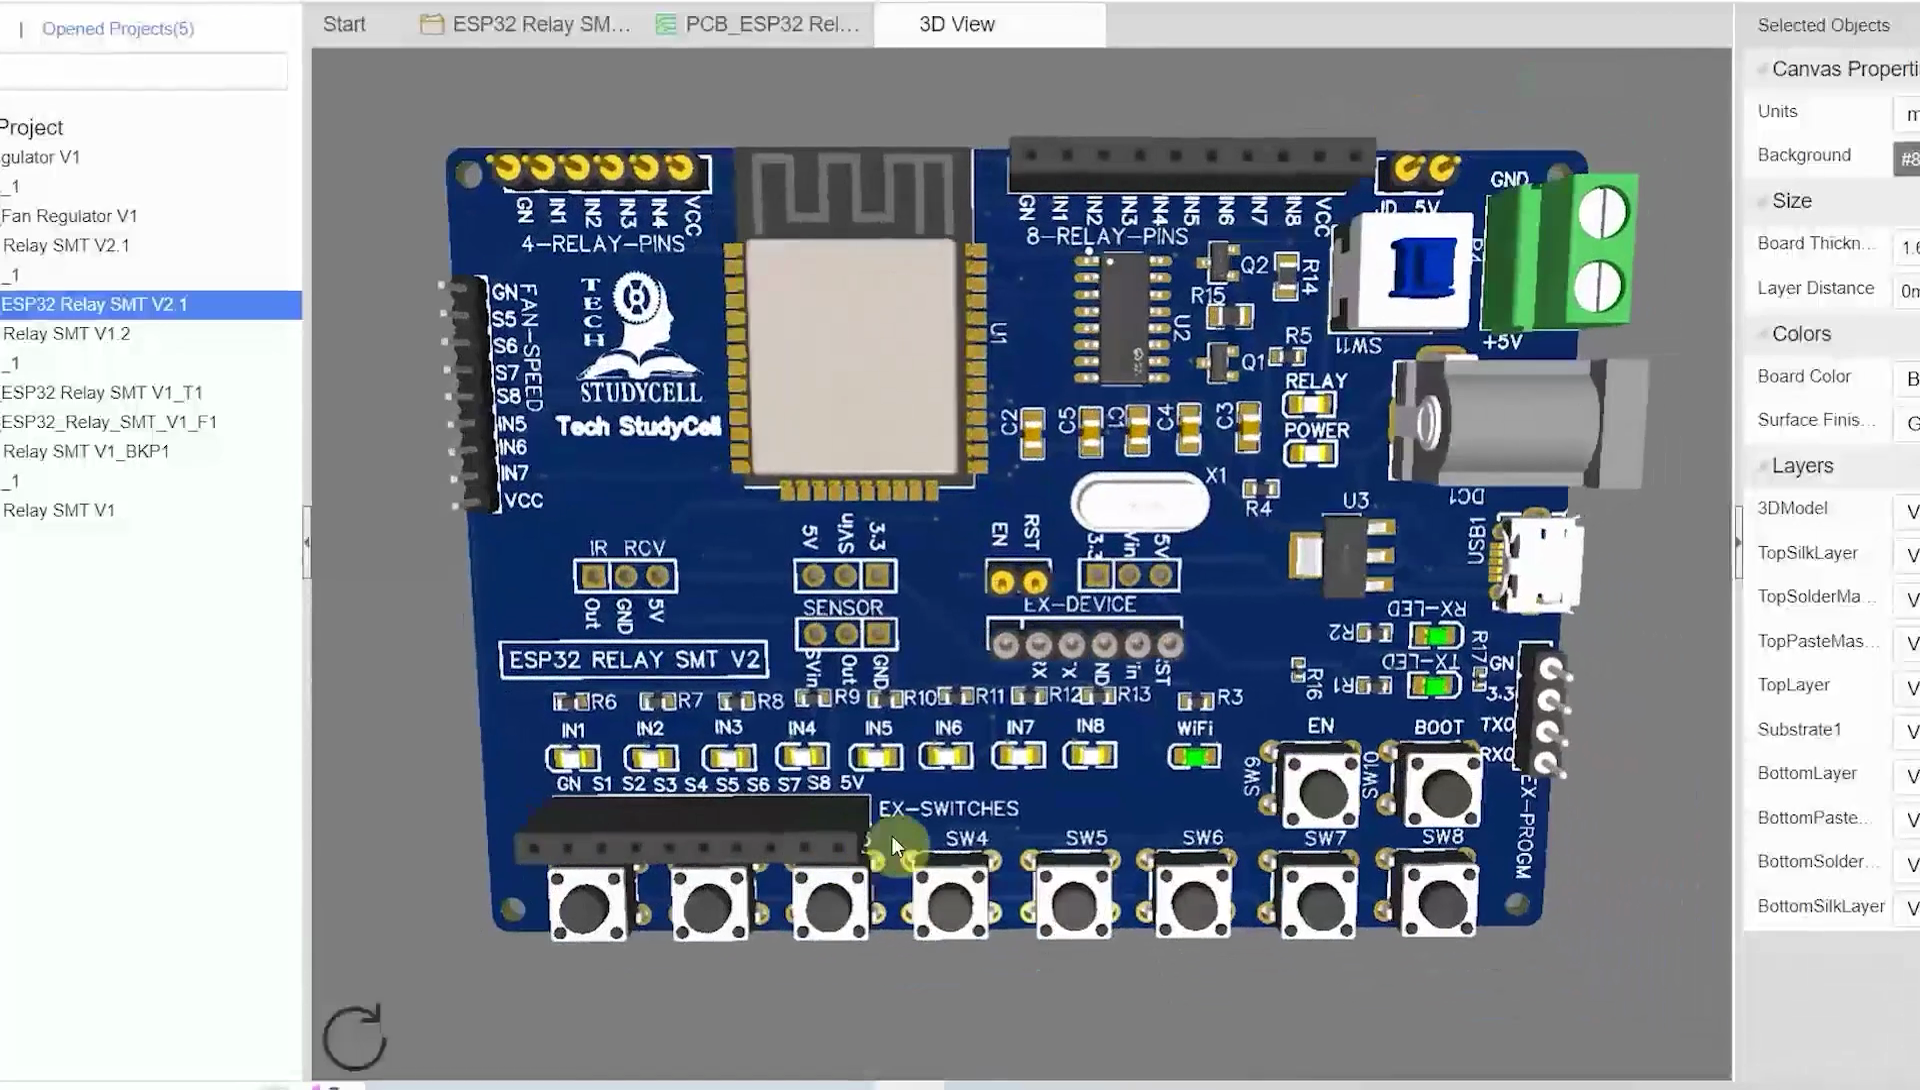 Opened Projects(5)
Start
ESP32 Relay SM...
PCB_ESP32 Rel...
3D View
Project
gulator V1
_1
Fan Regulator V1
Relay SMT V2.1
_1
ESP32 Relay SMT V2.1
Relay SMT V1.2
_1
ESP32 Relay SMT V1_T1
ESP32_Relay_SMT_V1_F1
Relay SMT V1_BKP1
_1
Relay SMT V1
GN IN1 IN2 IN3 IN4 VCC
4-RELAY-PINS
GN IN1 IN2 IN3 IN4 IN5 IN6 IN7 IN8 VCC
8-RELAY-PINS
5V
GND
+5V
GN
S5
S6
S7
S8
IN5
IN6
IN7
VCC
FAN-SPEED
TECH
STUDYCELL
Tech StudyCell
U1
U2
Q2
R14
R15
Q1
R5
SW11
RELAY
POWER
C2 C5 C1 C4 C3
DC1
X1
R4
U3
USB1
IR RCV
Out GND 5V
5V 3.3
SENSOR
5Vin Out GND
EN RST
3.3 Vin 5V
EX-DEVICE
ESP32 RELAY SMT V2
RX-LED
R2
TX-LED
R1
R16
R17
GN
3.3
TXO
RXO
EX-PROGM
R6 R7 R8 R9 R10 R11 R12 R13 R3
IN1 IN2 IN3 IN4 IN5 IN6 IN7 IN8 WiFi
EN BOOT
SW9 SW10
GN S1 S2 S3 S4 S5 S6 S7 S8 5V
EX-SWITCHES
SW4 SW5 SW6 SW7 SW8
Selected Objects
Canvas Properti
Units
m
Background
#8
Size
Board Thickn...
1.6
Layer Distance
0m
Colors
Board Color
B
Surface Finis...
G
Layers
3DModel
V
TopSilkLayer
V
TopSolderMa...
V
TopPasteMas...
V
TopLayer
V
Substrate1
V
BottomLayer
V
BottomPaste...
V
BottomSolder...
V
BottomSilkLayer
V